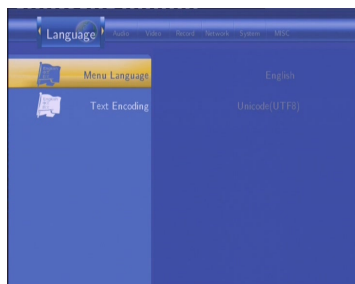 Language Audio Video Record Network System MISC
Menu Language English
Text Encoding Unicode(UTF8)